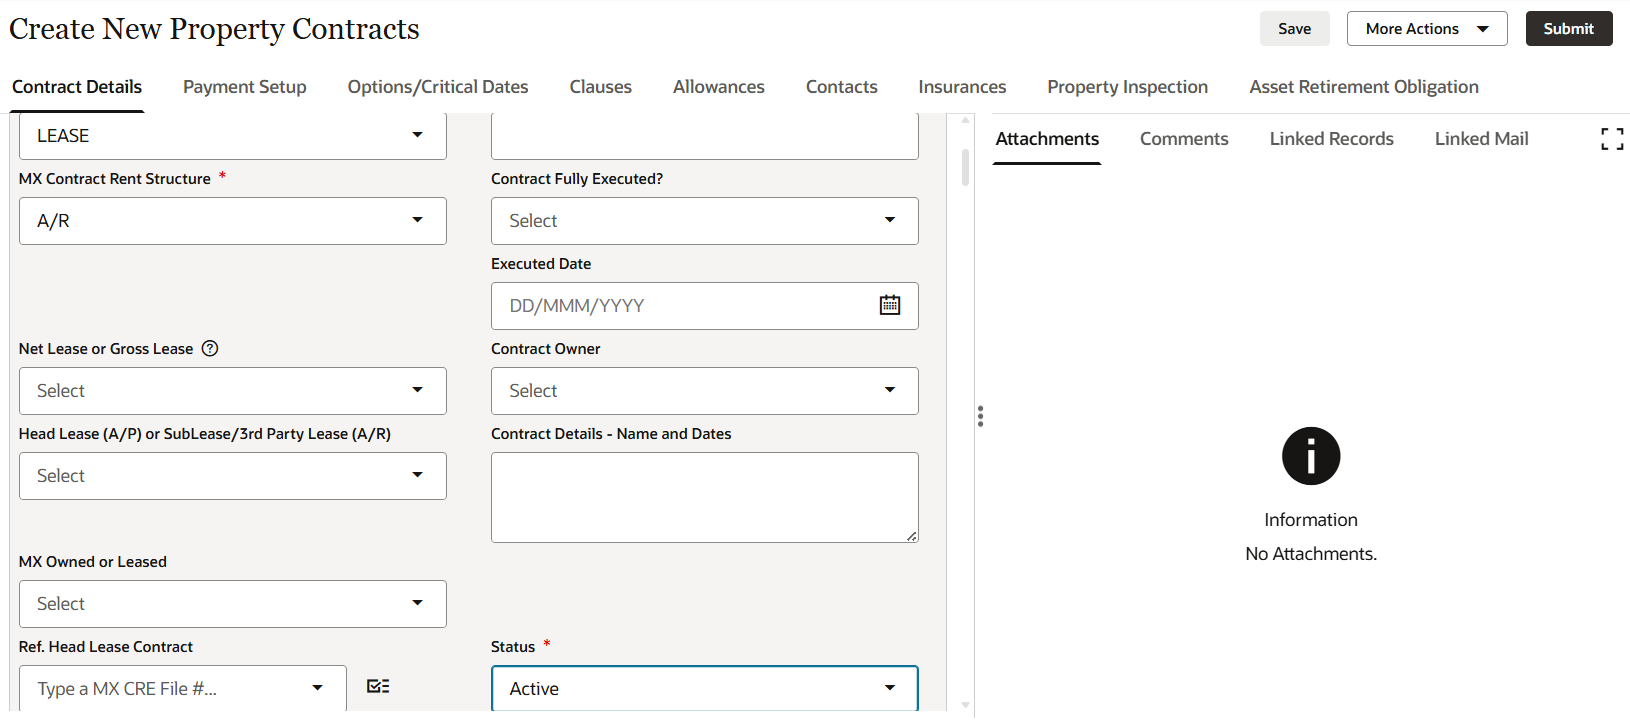 Create New Property Contracts
Save
More Actions
Submit
Contract Details
Payment Setup
Options/Critical Dates
Clauses
Allowances
Contacts
Insurances
Property Inspection
Asset Retirement Obligation
LEASE
MX Contract Rent Structure *
A/R
Contract Fully Executed?
Select
Executed Date
DD/MMM/YYYY
Net Lease or Gross Lease ?
Select
Contract Owner
Select
Head Lease (A/P) or SubLease/3rd Party Lease (A/R)
Select
Contract Details - Name and Dates
MX Owned or Leased
Select
Ref. Head Lease Contract
Type a MX CRE File #...
Status *
Active
Attachments
Comments
Linked Records
Linked Mail
Information
No Attachments.